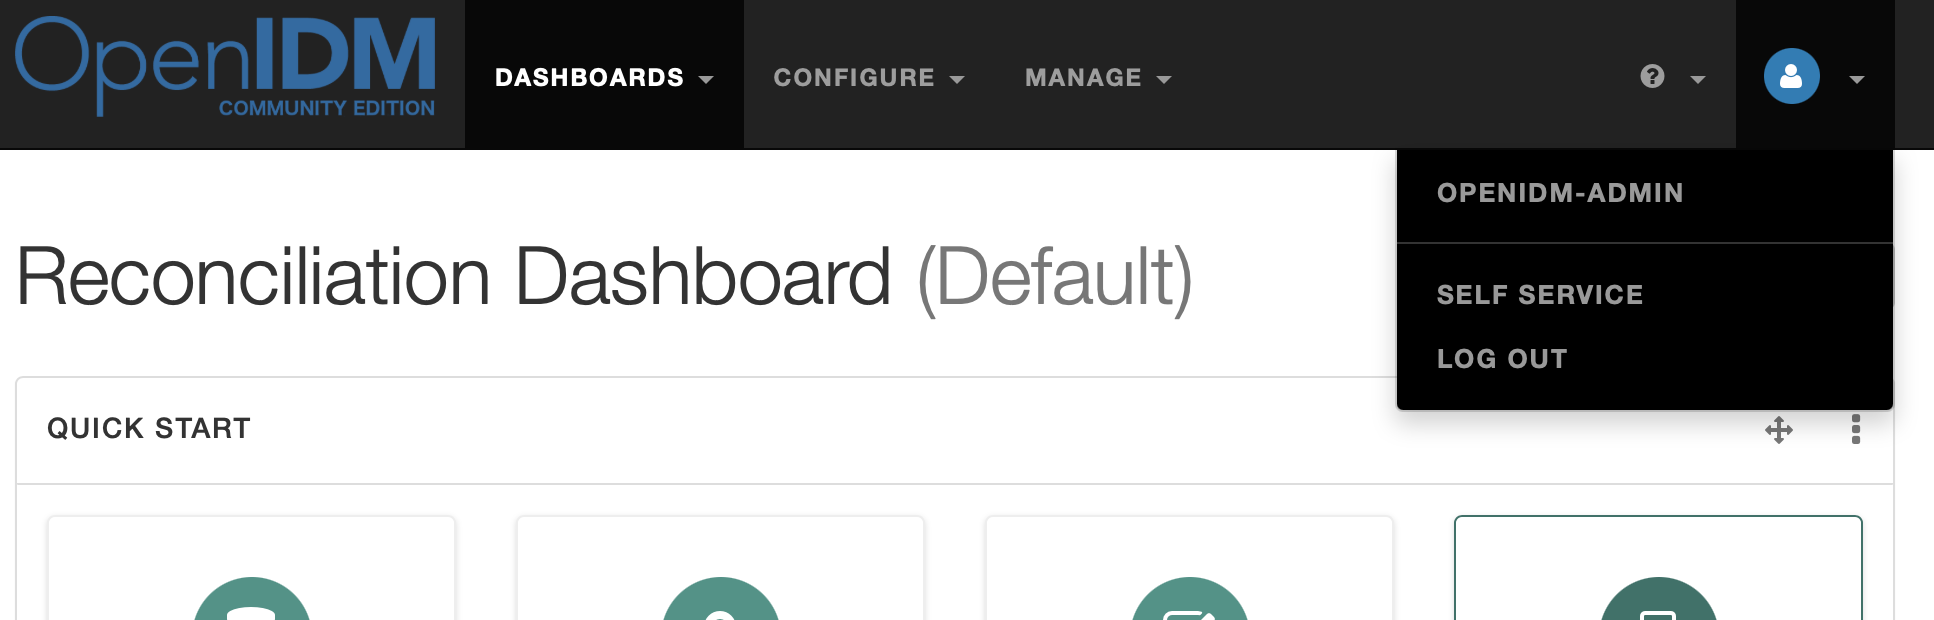 OpenIDM
COMMUNITY EDITION
DASHBOARDS
CONFIGURE
MANAGE
OPENIDM-ADMIN
SELF SERVICE
LOG OUT
Reconciliation Dashboard (Default)
QUICK START